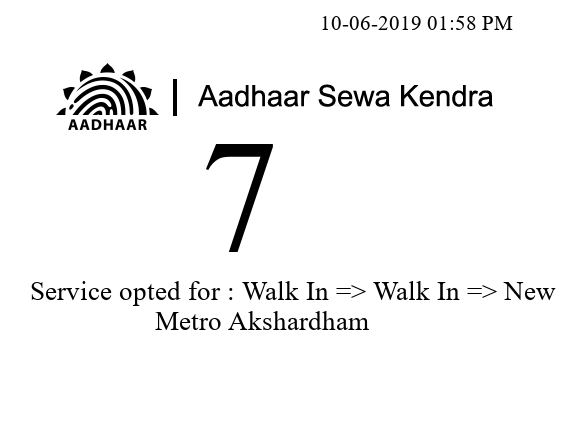 10-06-2019 01:58 PM
AADHAAR
Aadhaar Sewa Kendra
7
Service opted for : Walk In => Walk In => New
Metro Akshardham